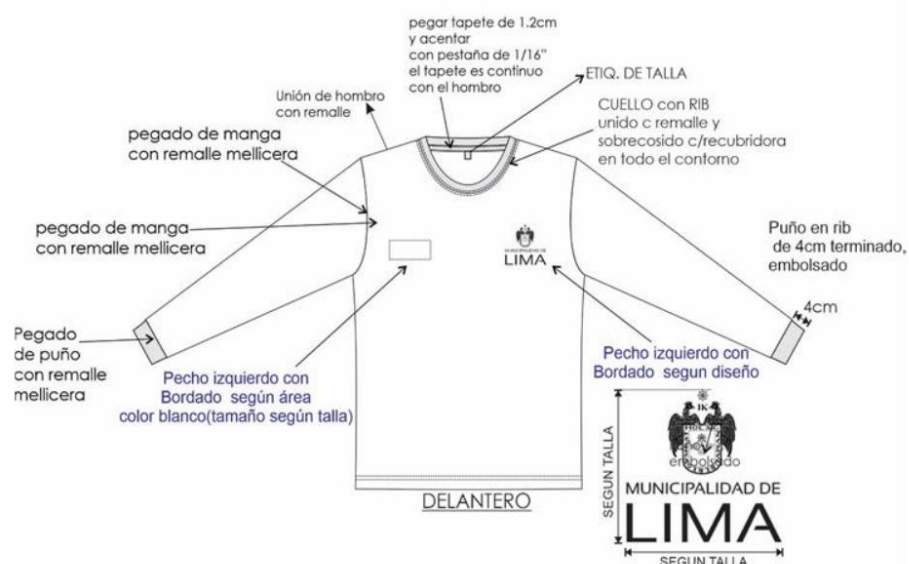 pegar tapete de 1.2cm
y acentar
con pestaña de 1/16"
el tapete es continuo
con el hombro
ETIQ. DE TALLA
Unión de hombro
con remalle
CUELLO con RIB
unido c remalle y
sobrecosido c/recubridora
en todo el contorno
pegado de manga
con remalle mellicera
pegado de manga
con remalle mellicera
MUNICIPALIDAD DE
LIMA
Puño en rib
de 4cm terminado,
embolsado
4cm
Pegado
de puño
con remalle
mellicera
Pecho izquierdo con
Bordado según área
color blanco(tamaño según talla)
Pecho izquierdo con
Bordado segun diseño
DELANTERO
SEGUN TALLA
IK
embolsado
MUNICIPALIDAD DE
LIMA
SEGUN TALLA